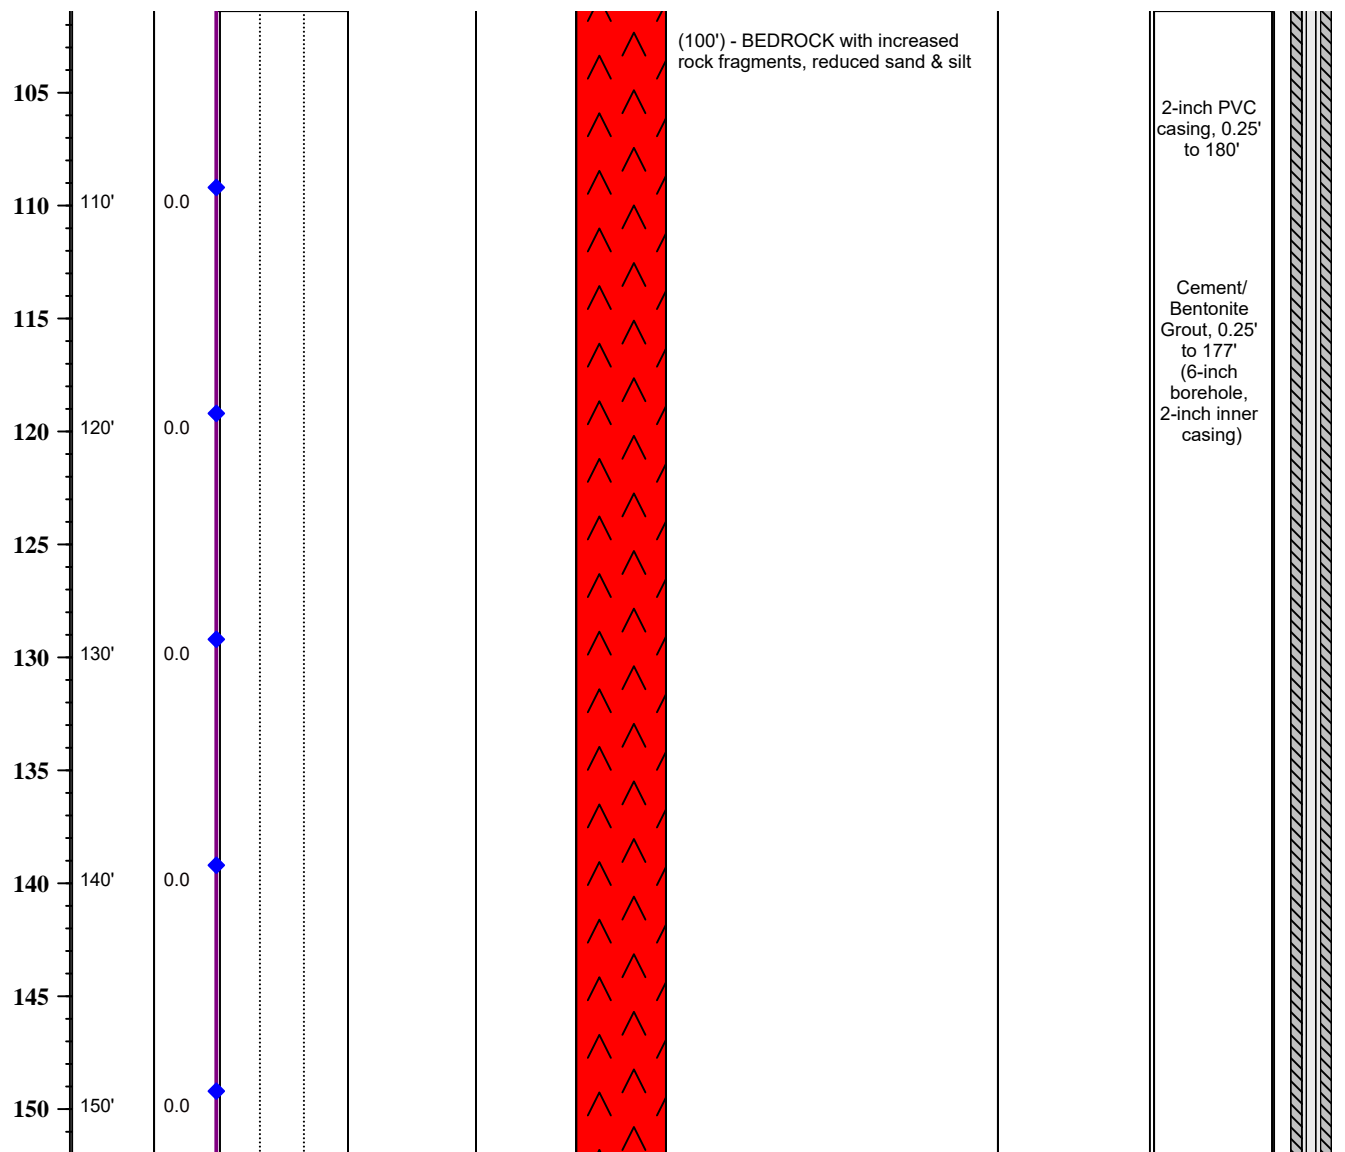 (100') - BEDROCK with increased
rock fragments, reduced sand & silt
105
2-inch PVC
casing, 0.25'
to 180'
110
110'
0.0
Cement/
Bentonite
Grout, 0.25'
to 177'
(6-inch
borehole,
2-inch inner
casing)
115
120
120'
0.0
125
130
130'
0.0
135
140
140'
0.0
145
150
150'
0.0